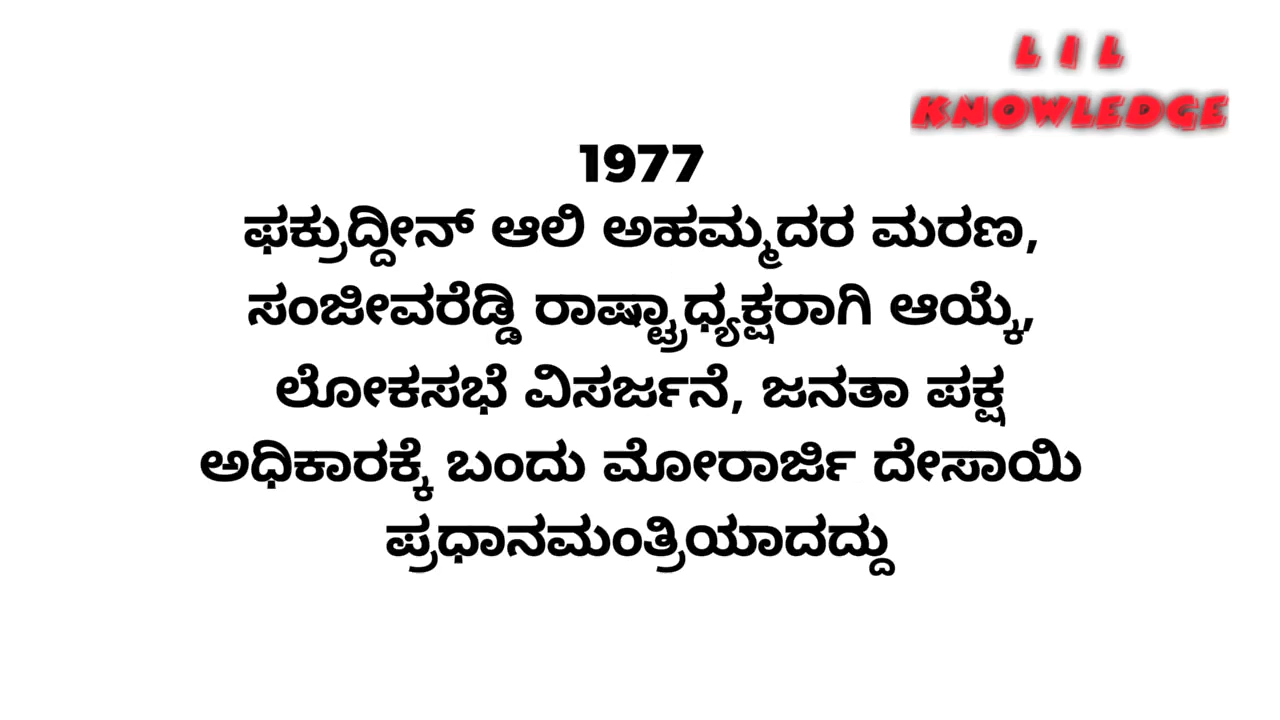 LIL
KNOWLEDGE
1977
ಫಕ್ರುದ್ದೀನ್ ಆಲಿ ಅಹಮ್ಮದರ ಮರಣ,
ಸಂಜೀವರೆಡ್ಡಿ ರಾಷ್ಟ್ರಾಧ್ಯಕ್ಷರಾಗಿ ಆಯ್ಕೆ,
ಲೋಕಸಭೆ ವಿಸರ್ಜನೆ, ಜನತಾ ಪಕ್ಷ
ಅಧಿಕಾರಕ್ಕೆ ಬಂದು ಮೋರಾರ್ಜಿ ದೇಸಾಯಿ
ಪ್ರಧಾನಮಂತ್ರಿಯಾದದ್ದು